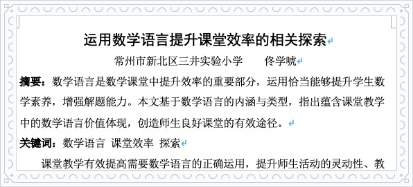 运用数学语言提升课堂效率的相关探索
常州市新北区三井实验小学 佟学虓
摘要：数学语言是数学课堂中提升效率的重要部分，运用恰当能够提升学生数
学素养，增强解题能力。本文基于数学语言的内涵与类型，指出蕴含课堂教学
中的数学语言价值体现，创造师生良好课堂的有效途径。
关键词：数学语言 课堂效率 探索
课堂教学有效提高需要数学语言的正确运用，提升师生活动的灵动性、教